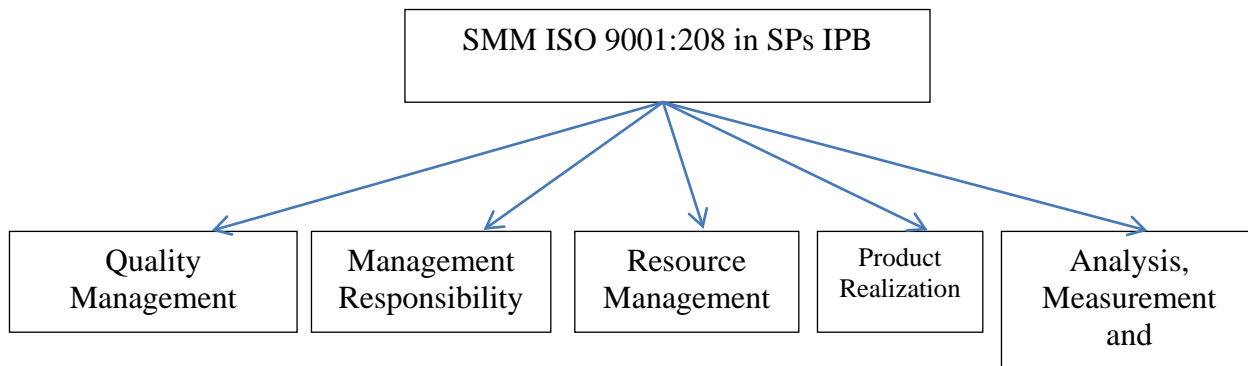 SMM ISO 9001:208 in SPs IPB
Quality
Management
Management
Responsibility
Resource
Management
Product
Realization
Analysis,
Measurement
and